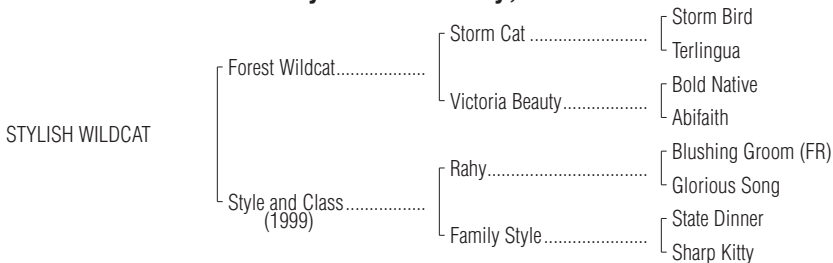 Storm Bird
Storm Cat ........................
Terlingua
Forest Wildcat..................
Bold Native
Victoria Beauty.................
Abifaith
STYLISH WILDCAT
Blushing Groom (FR)
Rahy.................................
Glorious Song
Style and Class.................
(1999)
State Dinner
Family Style......................
Sharp Kitty